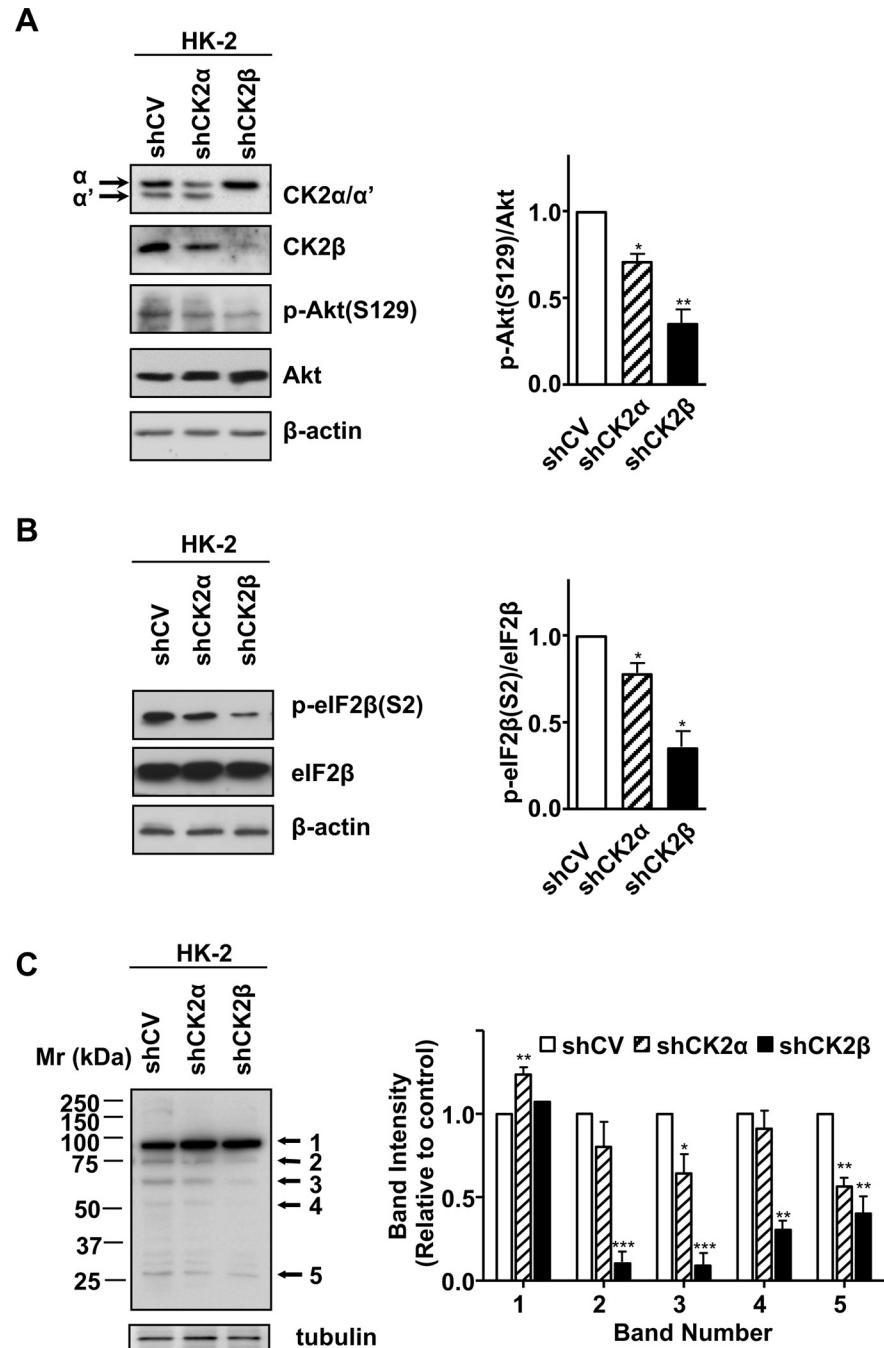 A
HK-2
shCV shCK2α shCK2β
α
α’
CK2α/α’
CK2β
p-Akt(S129)
Akt
β-actin
p-Akt(S129)/Akt
1.0
0.5
0.0
*
**
shCV shCK2α shCK2β
B
HK-2
shCV shCK2α shCK2β
p-eIF2β(S2)
eIF2β
β-actin
p-eIF2β(S2)/eIF2β
1.0
0.5
0.0
*
*
shCV shCK2α shCK2β
C
HK-2
shCV shCK2α shCK2β
Mr (kDa)
250
150
100
75
50
37
25
1
2
3
4
5
tubulin
Band Intensity
(Relative to control)
shCV shCK2α shCK2β
1.0
0.5
0.0
**
***
*
***
**
**
**
1 2 3 4 5
Band Number